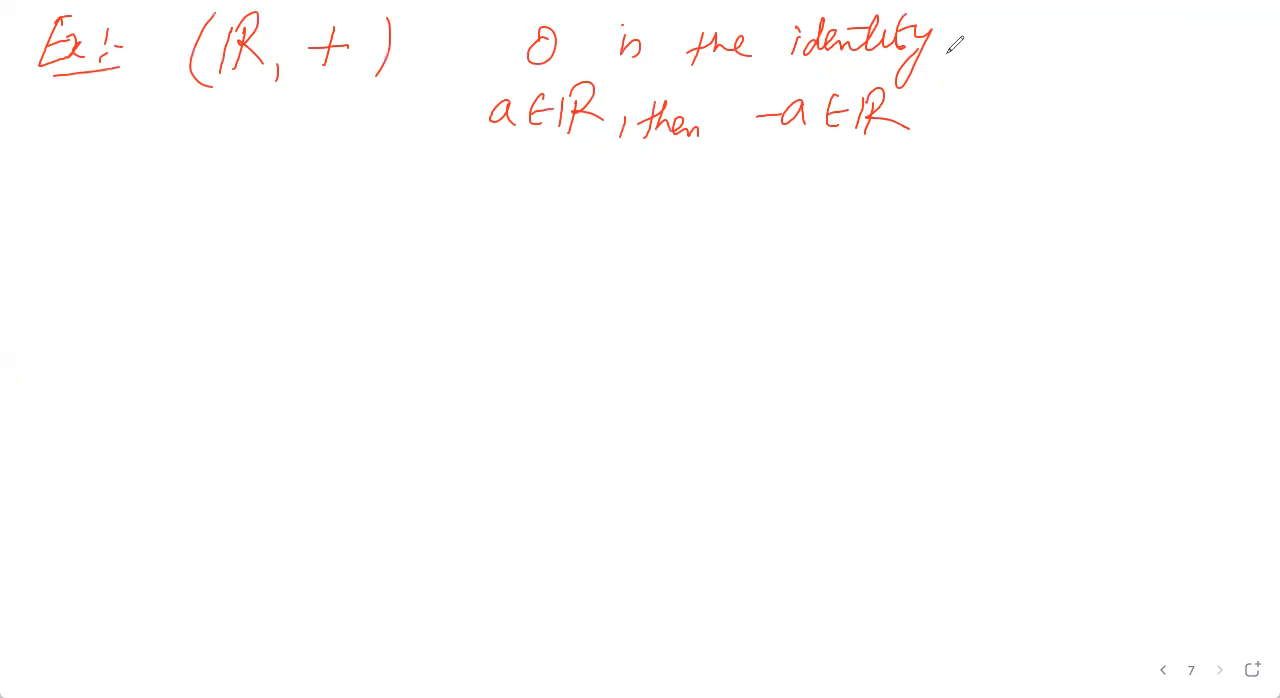 Ex:- (ℝ, +) 0 is the identity
a ∈ ℝ, then -a ∈ ℝ
7